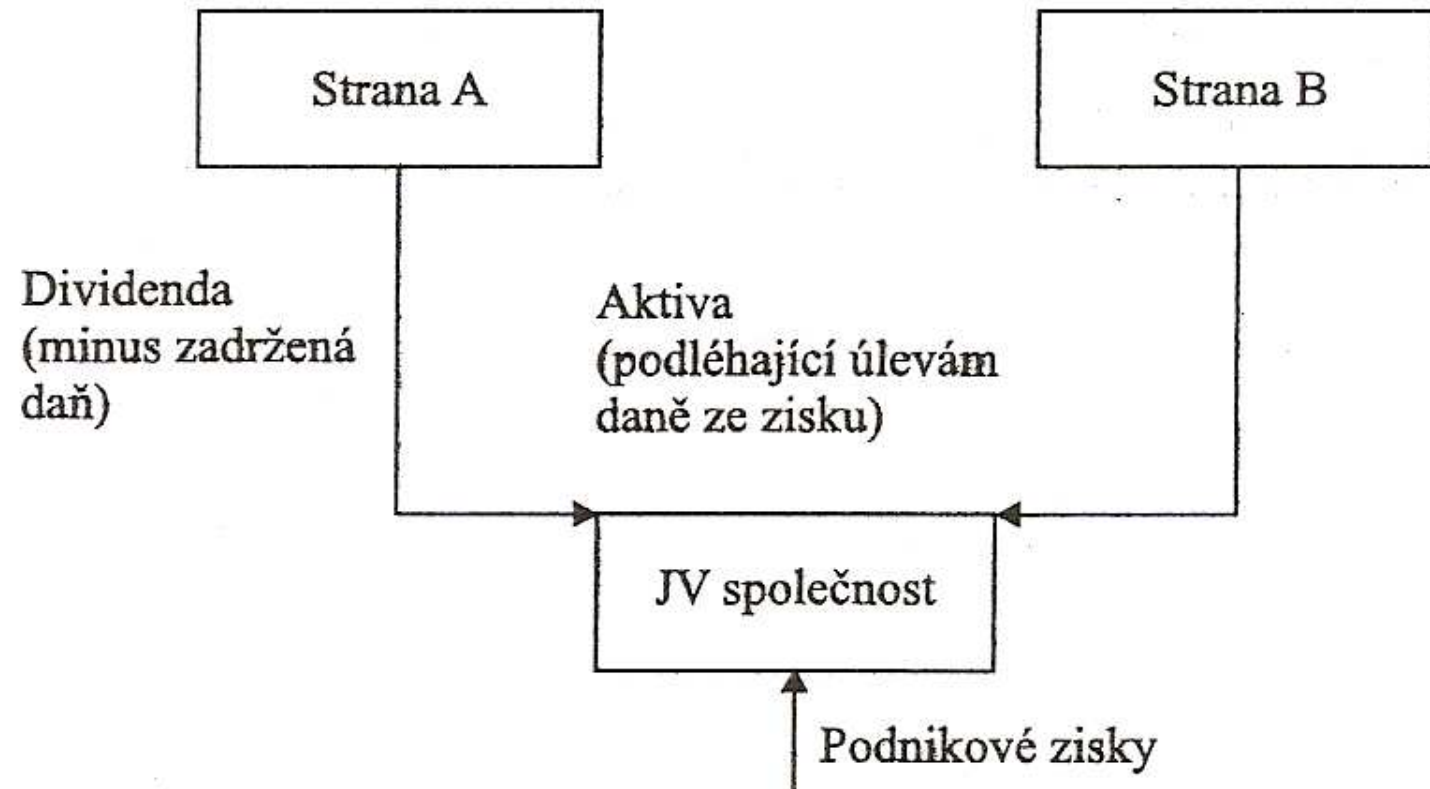 Strana A
Strana B
Dividenda
(minus zadržená
daň)
Aktiva
(podléhající úlevám
daně ze zisku)
JV společnost
Podnikové zisky